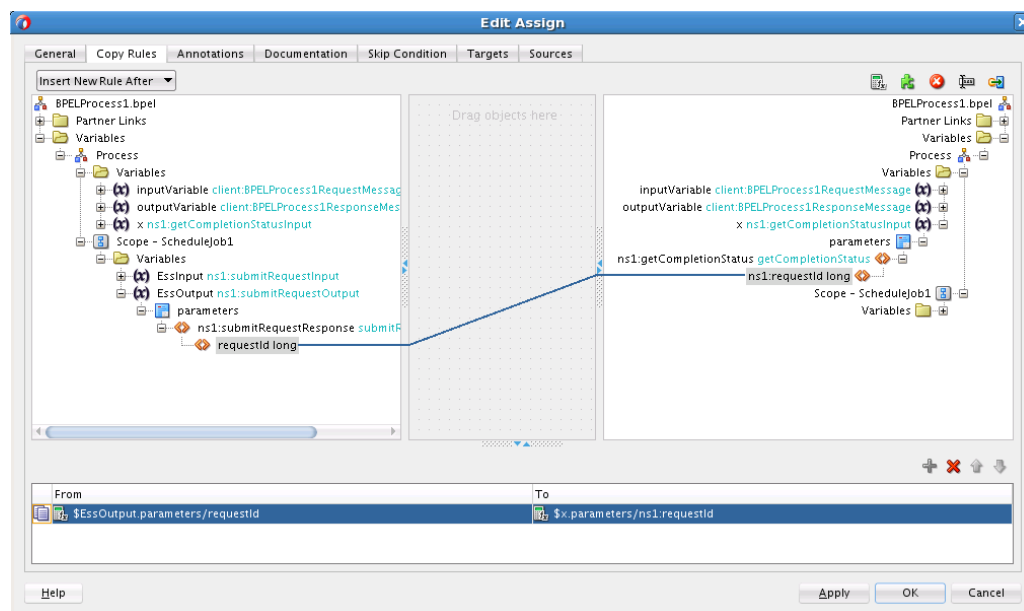 Edit Assign
General Copy Rules Annotations Documentation Skip Condition Targets Sources
Insert New Rule After
BPELProcess1.bpel
Partner Links
Variables
Process
Variables
(x) inputVariable client:BPELProcess1RequestMessag
(x) outputVariable client:BPELProcess1ResponseMes
(x) x ns1:getCompletionStatusInput
Scope - ScheduleJob1
Variables
(x) EssInput ns1:submitRequestInput
(x) EssOutput ns1:submitRequestOutput
parameters
ns1:submitRequestResponse submitR
requestId long
Drag objects here
BPELProcess1.bpel
Partner Links
Variables
Process
Variables
inputVariable client:BPELProcess1RequestMessage (x)
outputVariable client:BPELProcess1ResponseMessage (x)
x ns1:getCompletionStatusInput (x)
parameters
ns1:getCompletionStatus getCompletionStatus
ns1:requestId long
Scope - ScheduleJob1
Variables
From To
$EssOutput.parameters/requestId $x.parameters/ns1:requestId
Help Apply OK Cancel